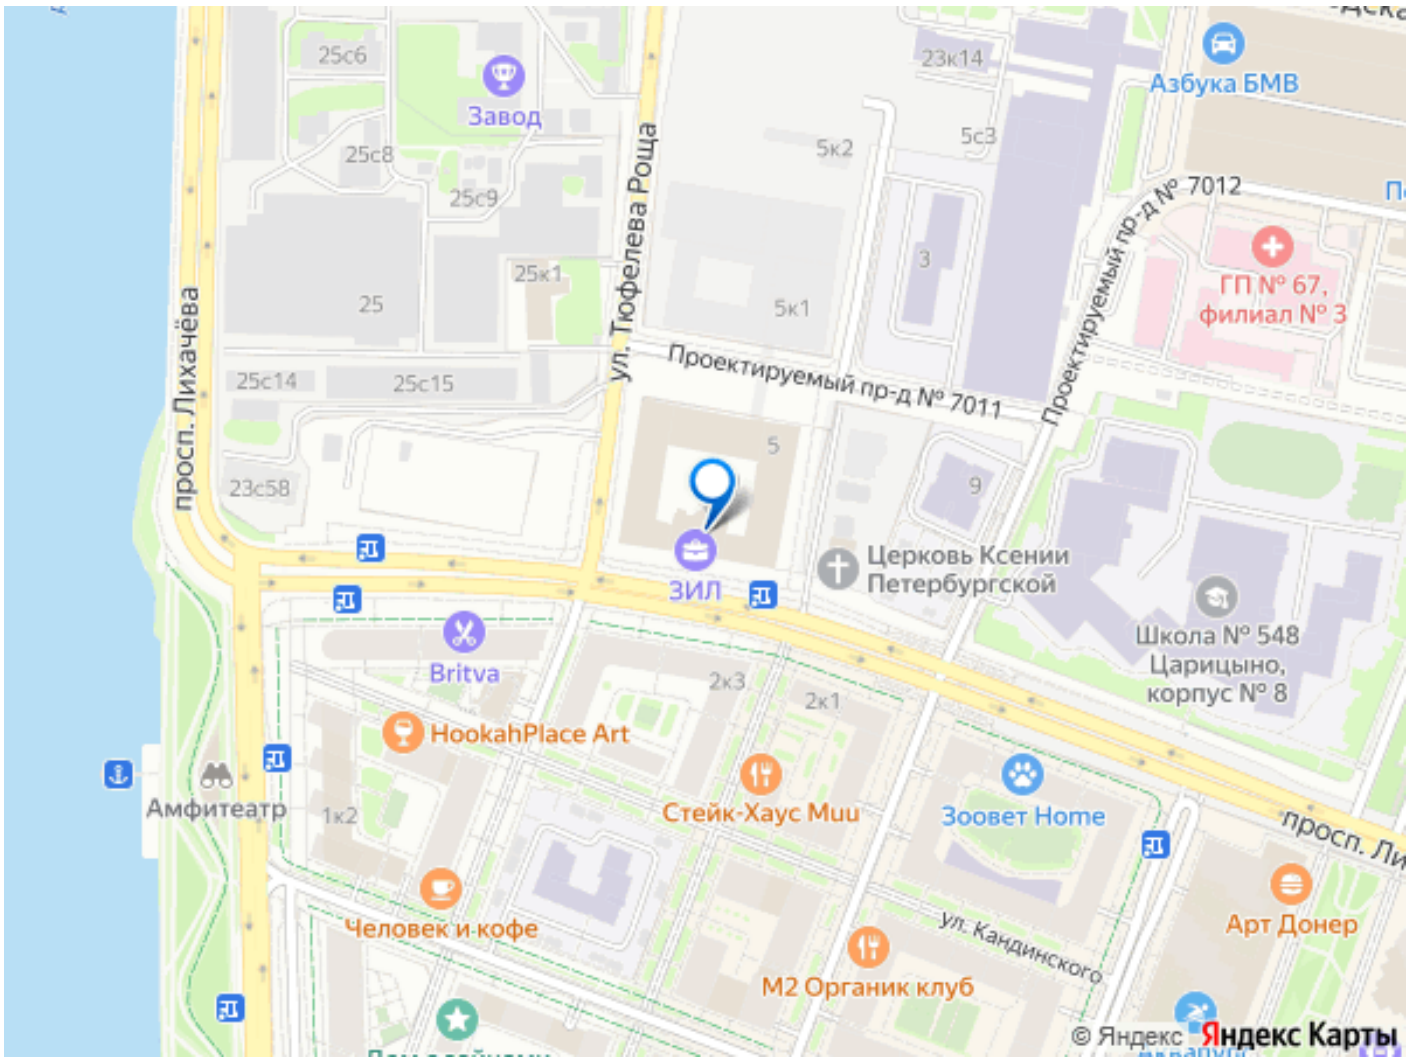 25с6
Завод
23к14
Азбука БМВ
5с3
5к2
25с8
25с9
ул. Тюфелева Роща
Проектируемый пр-д № 7012
3
ГП № 67,
филиал № 3
25к1
25
5к1
просп. Лихачёва
Проектируемый пр-д № 7011
25с14
25с15
5
9
23с58
ЗИЛ
Церковь Ксении
Петербургской
Школа № 548
Царицыно,
корпус № 8
Britva
2к3
2к1
HookahPlace Art
Амфитеатр
1к2
Стейк-Хаус Muu
Зоовет Home
просп. Ли
Человек и кофе
Арт Донер
ул. Кандинского
М2 Органик клуб
© Яндекс Яндекс Карты